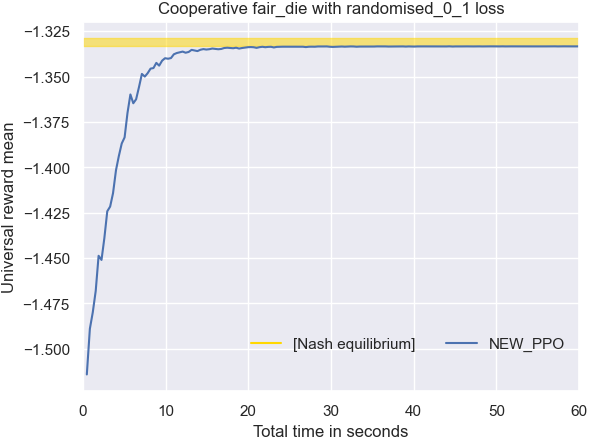 Cooperative fair_die with randomised_0_1 loss
Universal reward mean
−1.325
−1.350
−1.375
−1.400
−1.425
−1.450
−1.475
−1.500
[Nash equilibrium]
NEW_PPO
0 10 20 30 40 50 60
Total time in seconds